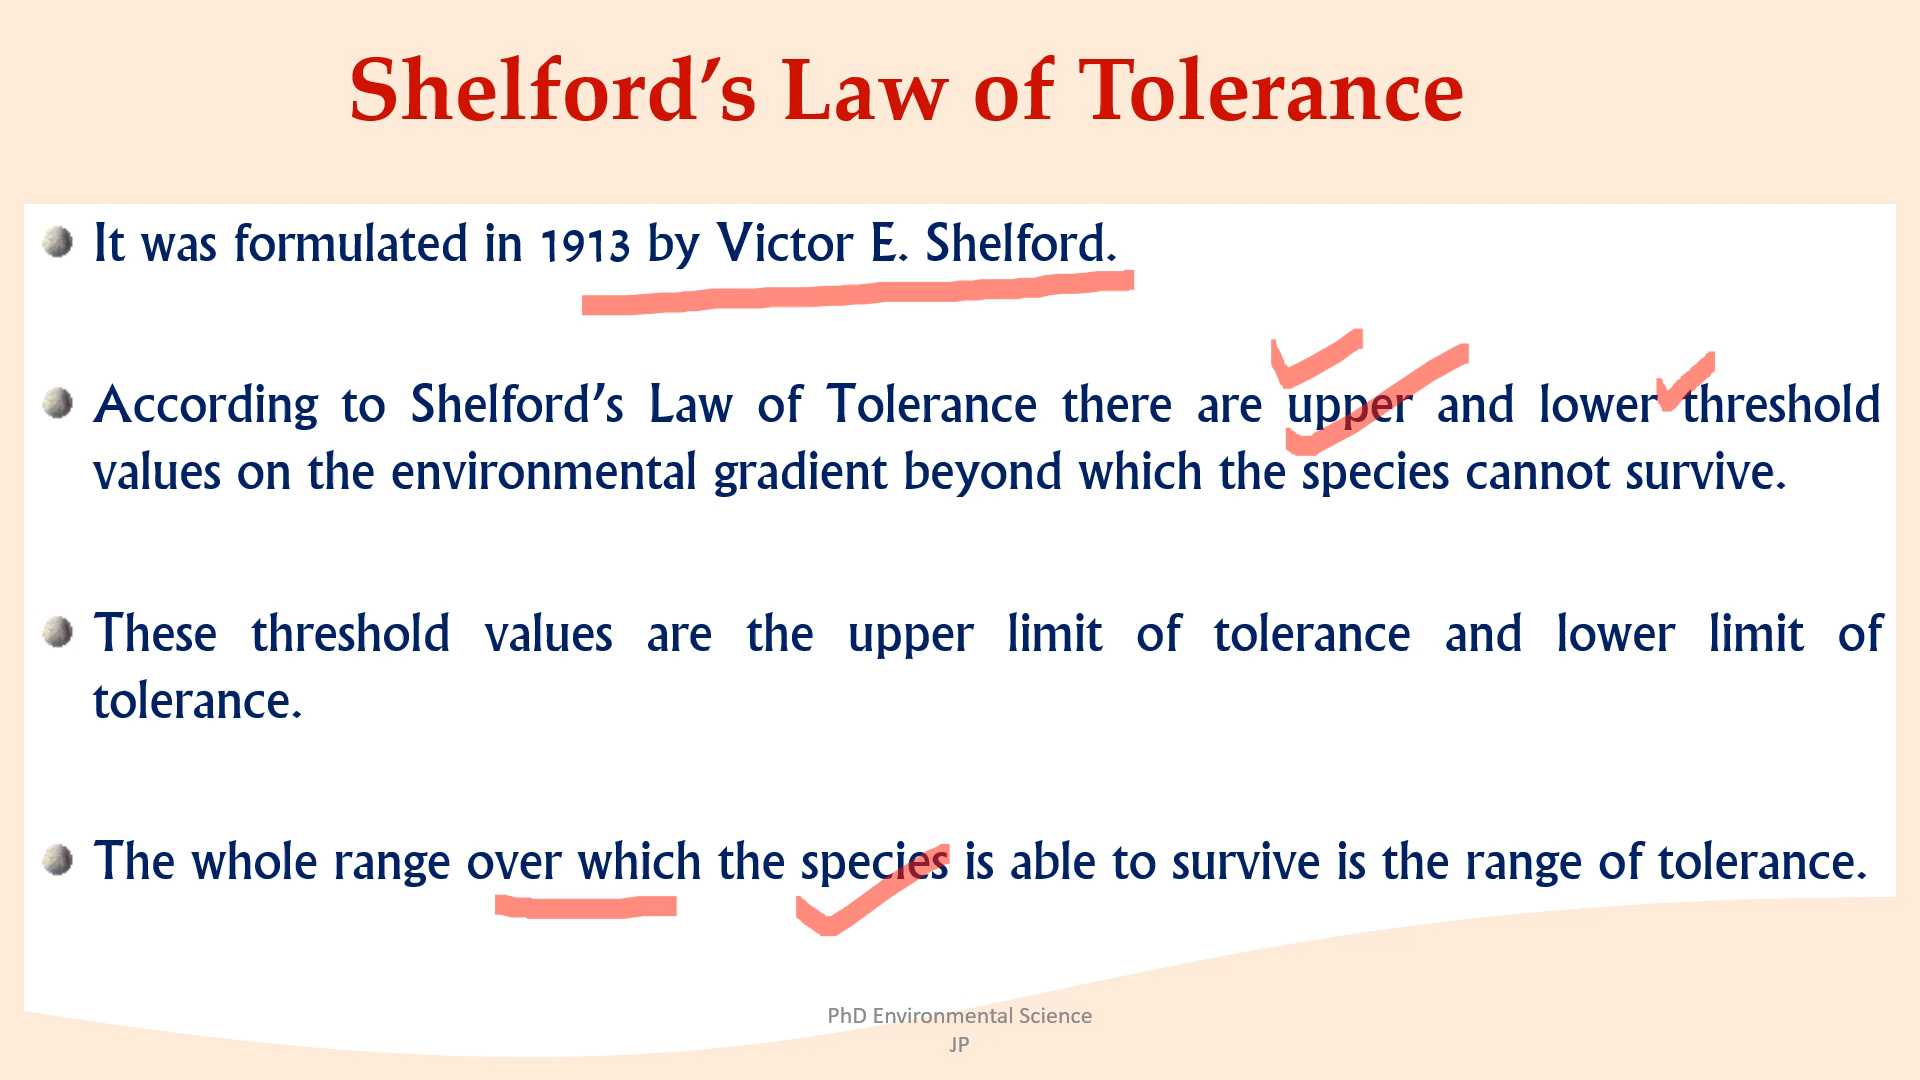 Shelford’s Law of Tolerance
It was formulated in 1913 by Victor E. Shelford.
According to Shelford’s Law of Tolerance there are upper and lower threshold
values on the environmental gradient beyond which the species cannot survive.
These threshold values are the upper limit of tolerance and lower limit of
tolerance.
The whole range over which the species is able to survive is the range of tolerance.
PhD Environmental Science
JP